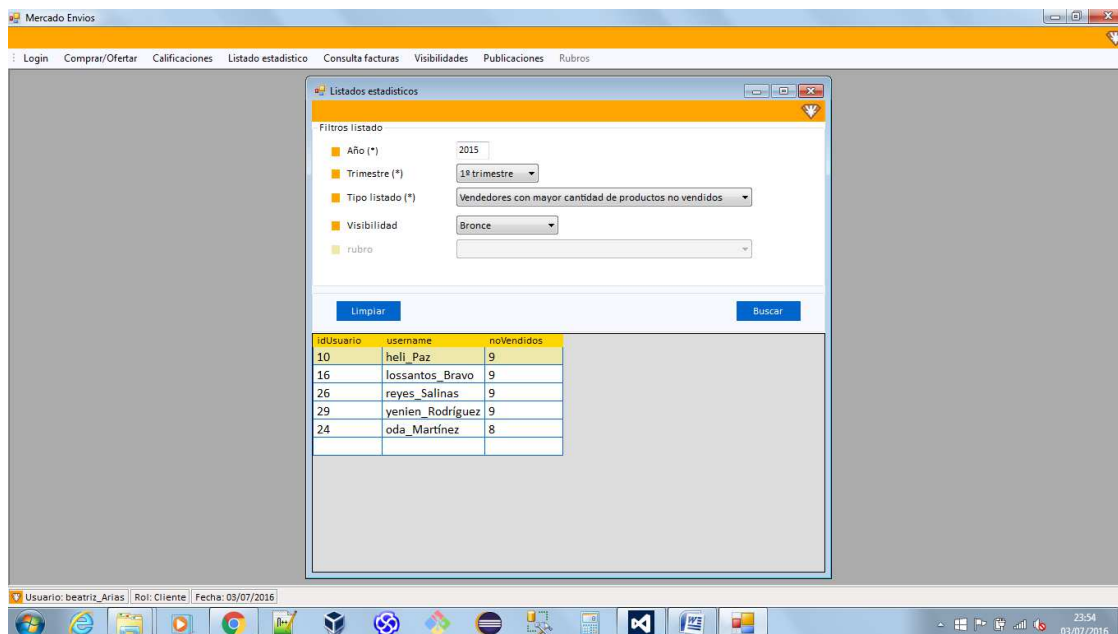 Mercado Envios
Login Comprar/Ofertar Calificaciones Listado estadistico Consulta facturas Visibilidades Publicaciones Rubros
Listados estadisticos
Filtros listado
Año (*) 2015
Trimestre (*) 1º trimestre
Tipo listado (*) Vendedores con mayor cantidad de productos no vendidos
Visibilidad Bronce
rubro
Limpiar Buscar
idUsuario username noVendidos
10 heli_Paz 9
16 lossantos_Bravo 9
26 reyes_Salinas 9
29 yenien_Rodríguez 9
24 oda_Martínez 8
Usuario: beatriz_Arias Rol: Cliente Fecha: 03/07/2016
23:54
03/07/2016